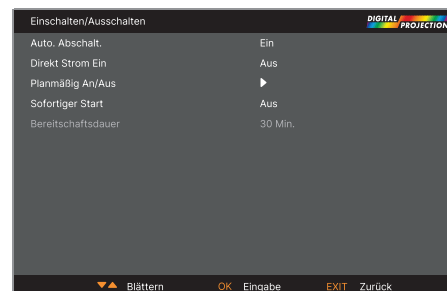 Einschalten/Ausschalten
DIGITAL PROJECTION
Auto. Abschalt. Ein
Direkt Strom Ein Aus
Planmäßig An/Aus
Sofortiger Start Aus
Bereitschaftsdauer 30 Min.
Blättern OK Eingabe EXIT Zurück